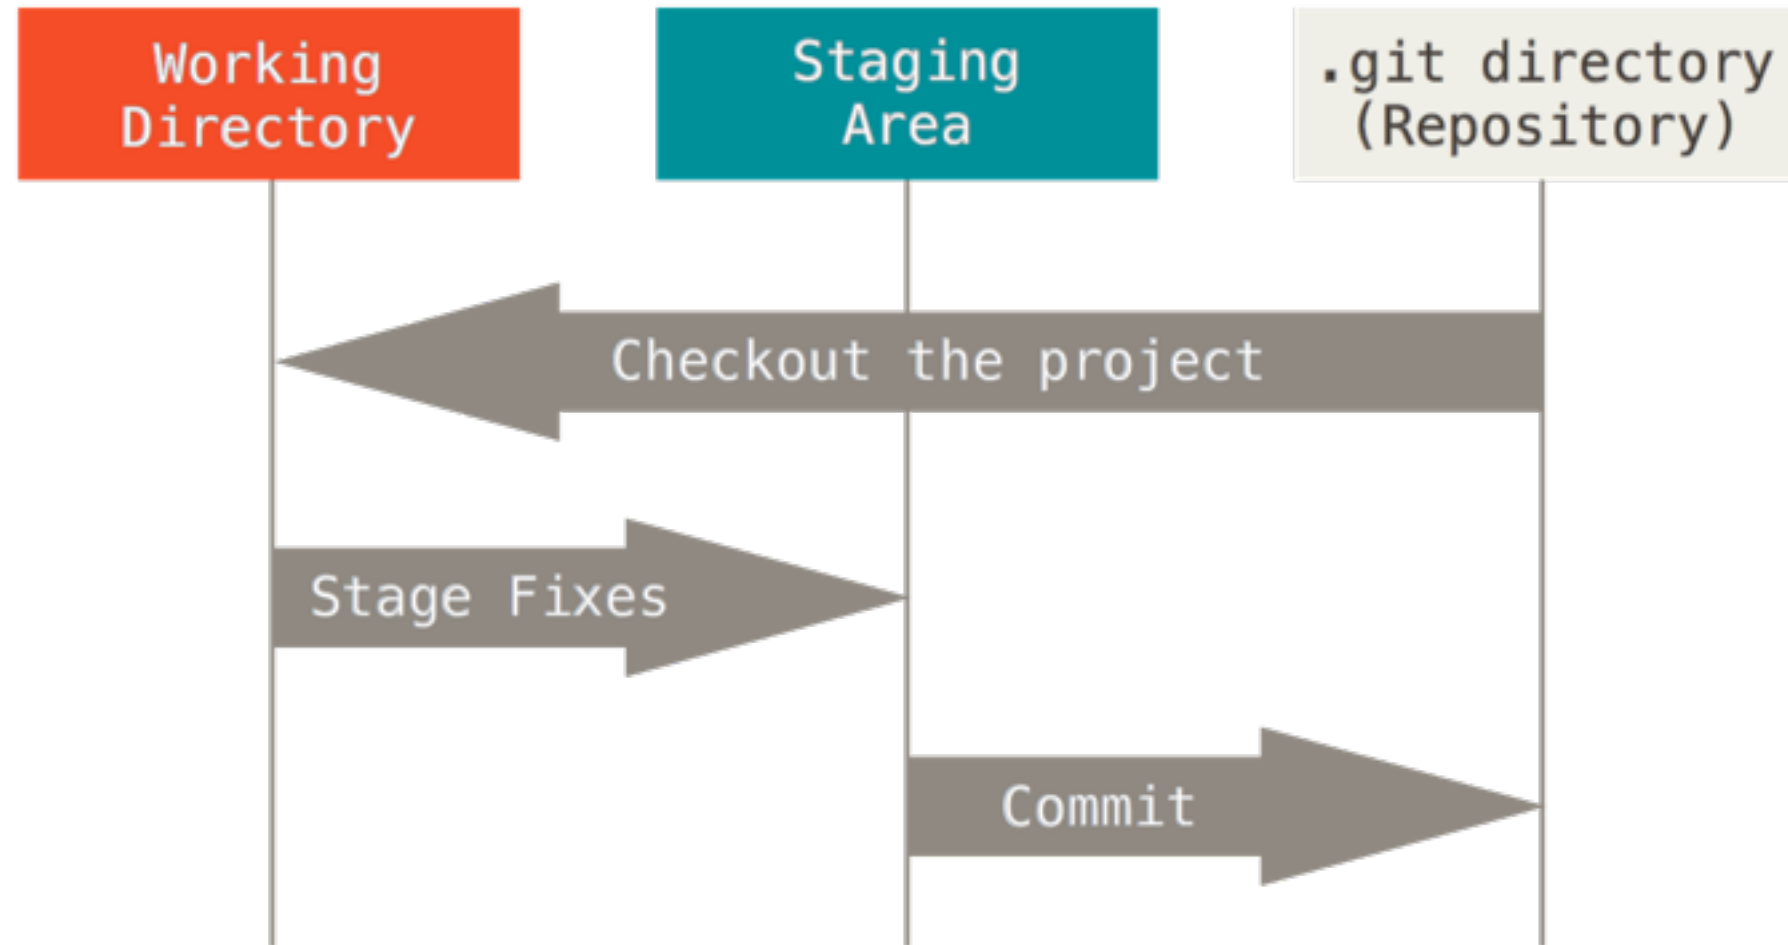 Working
Directory
Staging
Area
.git directory
(Repository)
Checkout the project
Stage Fixes
Commit